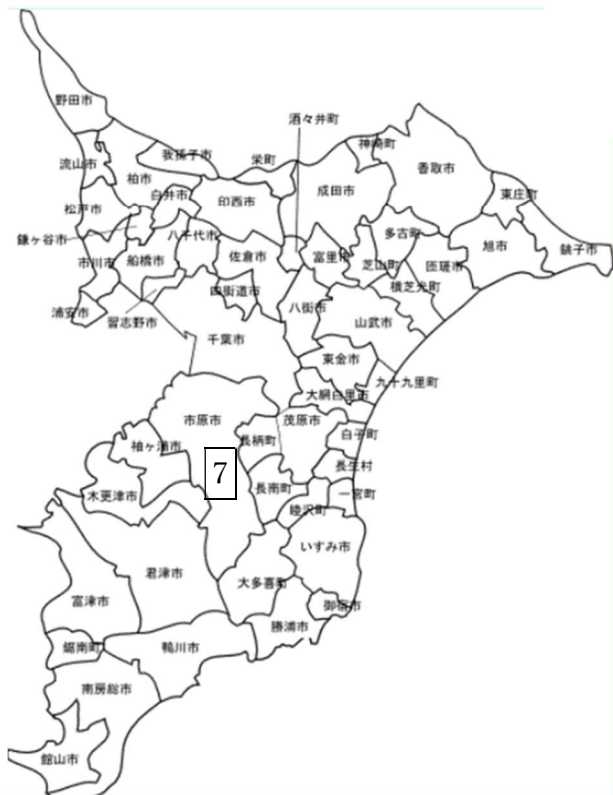 野田市
酒々井町
神崎町
我孫子市
栄町
流山市
香取市
柏市
成田市
白井市
東庄町
印西市
松戸市
多古町
八千代市
鎌ヶ谷市
旭市
銚子市
佐倉市
富里市
船橋市
市川市
芝山町
匝瑳市
四街道市
横芝光町
八街市
浦安市
習志野市
山武市
千葉市
東金市
九十九里町
大網白里市
市原市
茂原市
白子町
長柄町
袖ヶ浦市
長生村
7
長南町
木更津市
一宮町
睦沢町
いすみ市
君津市
大多喜町
富津市
御宿市
勝浦市
鋸南町
鴨川市
南房総市
館山市